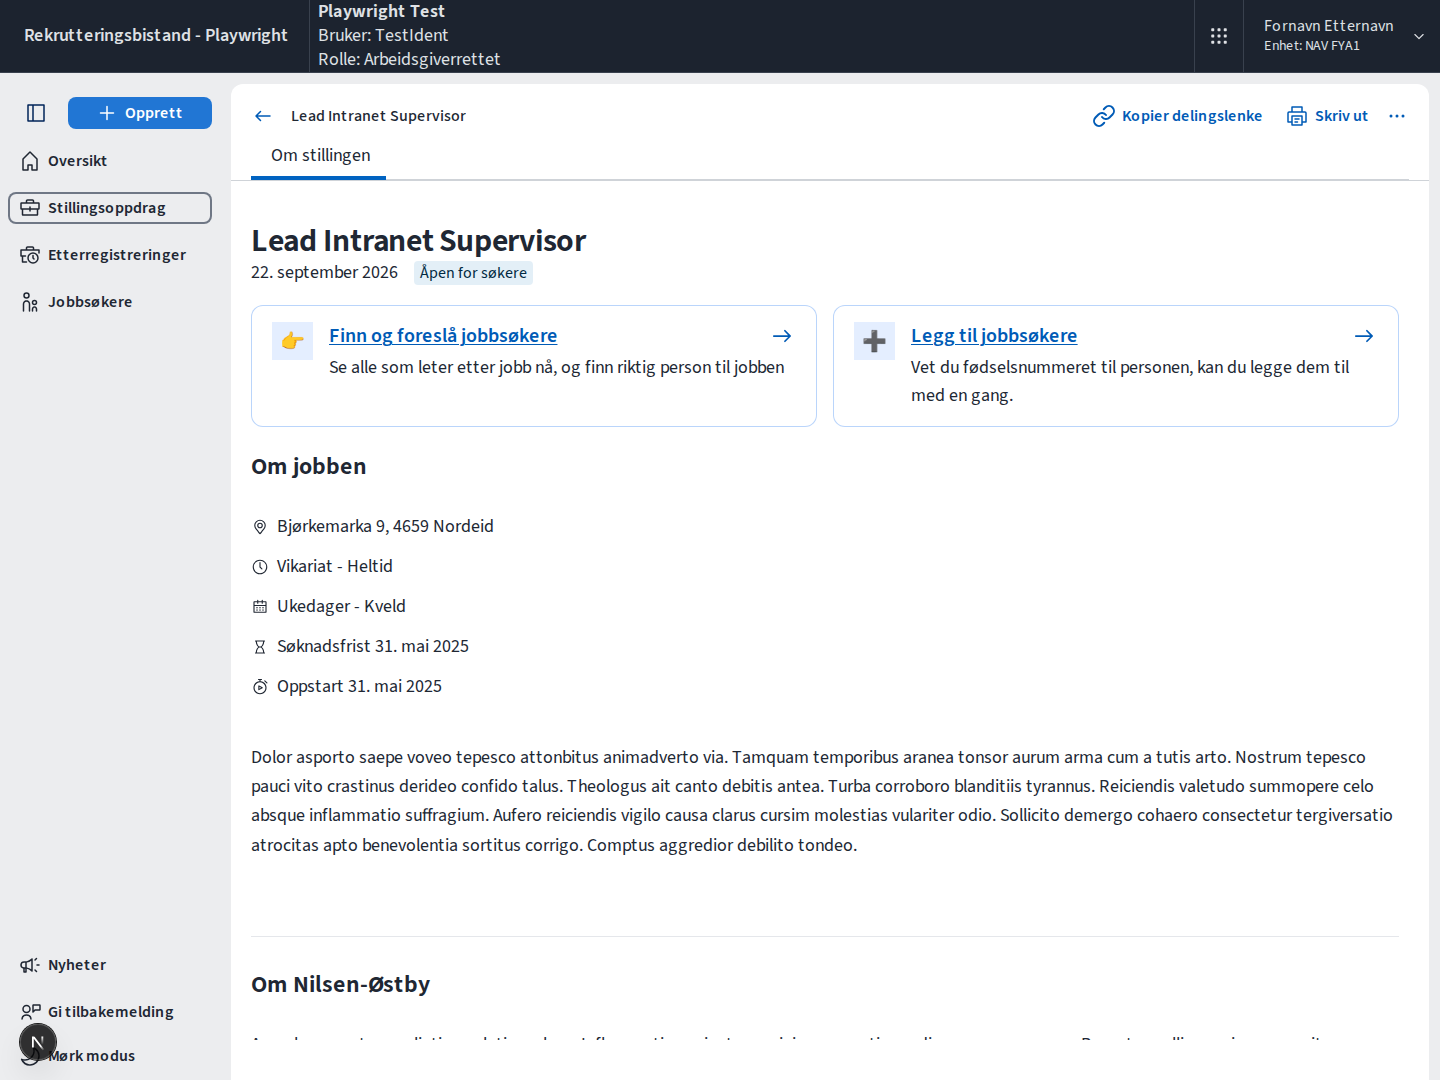 Rekrutteringsbistand - Playwright
Playwright Test
Bruker: TestIdent
Rolle: Arbeidsgiverrettet
Fornavn Etternavn
Enhet: NAV FYA1
Opprett
Oversikt
Stillingsoppdrag
Etterregistreringer
Jobbsøkere
Lead Intranet Supervisor
Kopier delingslenke
Skriv ut
Om stillingen
Lead Intranet Supervisor
22. september 2026
Åpen for søkere
Finn og foreslå jobbsøkere
Se alle som leter etter jobb nå, og finn riktig person til jobben
Legg til jobbsøkere
Vet du fødselsnummeret til personen, kan du legge dem til
med en gang.
Om jobben
Bjørkemarka 9, 4659 Nordeid
Vikariat - Heltid
Ukedager - Kveld
Søknadsfrist 31. mai 2025
Oppstart 31. mai 2025
Dolor asporto saepe voveo tepesco attonbitus animadverto via. Tamquam temporibus aranea tonsor aurum arma cum a tutis arto. Nostrum tepesco
pauci vito crastinus derideo confido talus. Theologus ait canto debitis antea. Turba corroboro blanditiis tyrannus. Reiciendis valetudo summopere celo
absque inflammatio suffragium. Aufero reiciendis vigilo causa clarus cursim molestias vulariter odio. Sollicito demergo cohaero consectetur tergiversatio
atrocitas apto benevolentia sortitus corrigo. Comptus aggredior debilito tondeo.
Om Nilsen-Østby
Nyheter
Gi tilbakemelding
N
Mørk modus